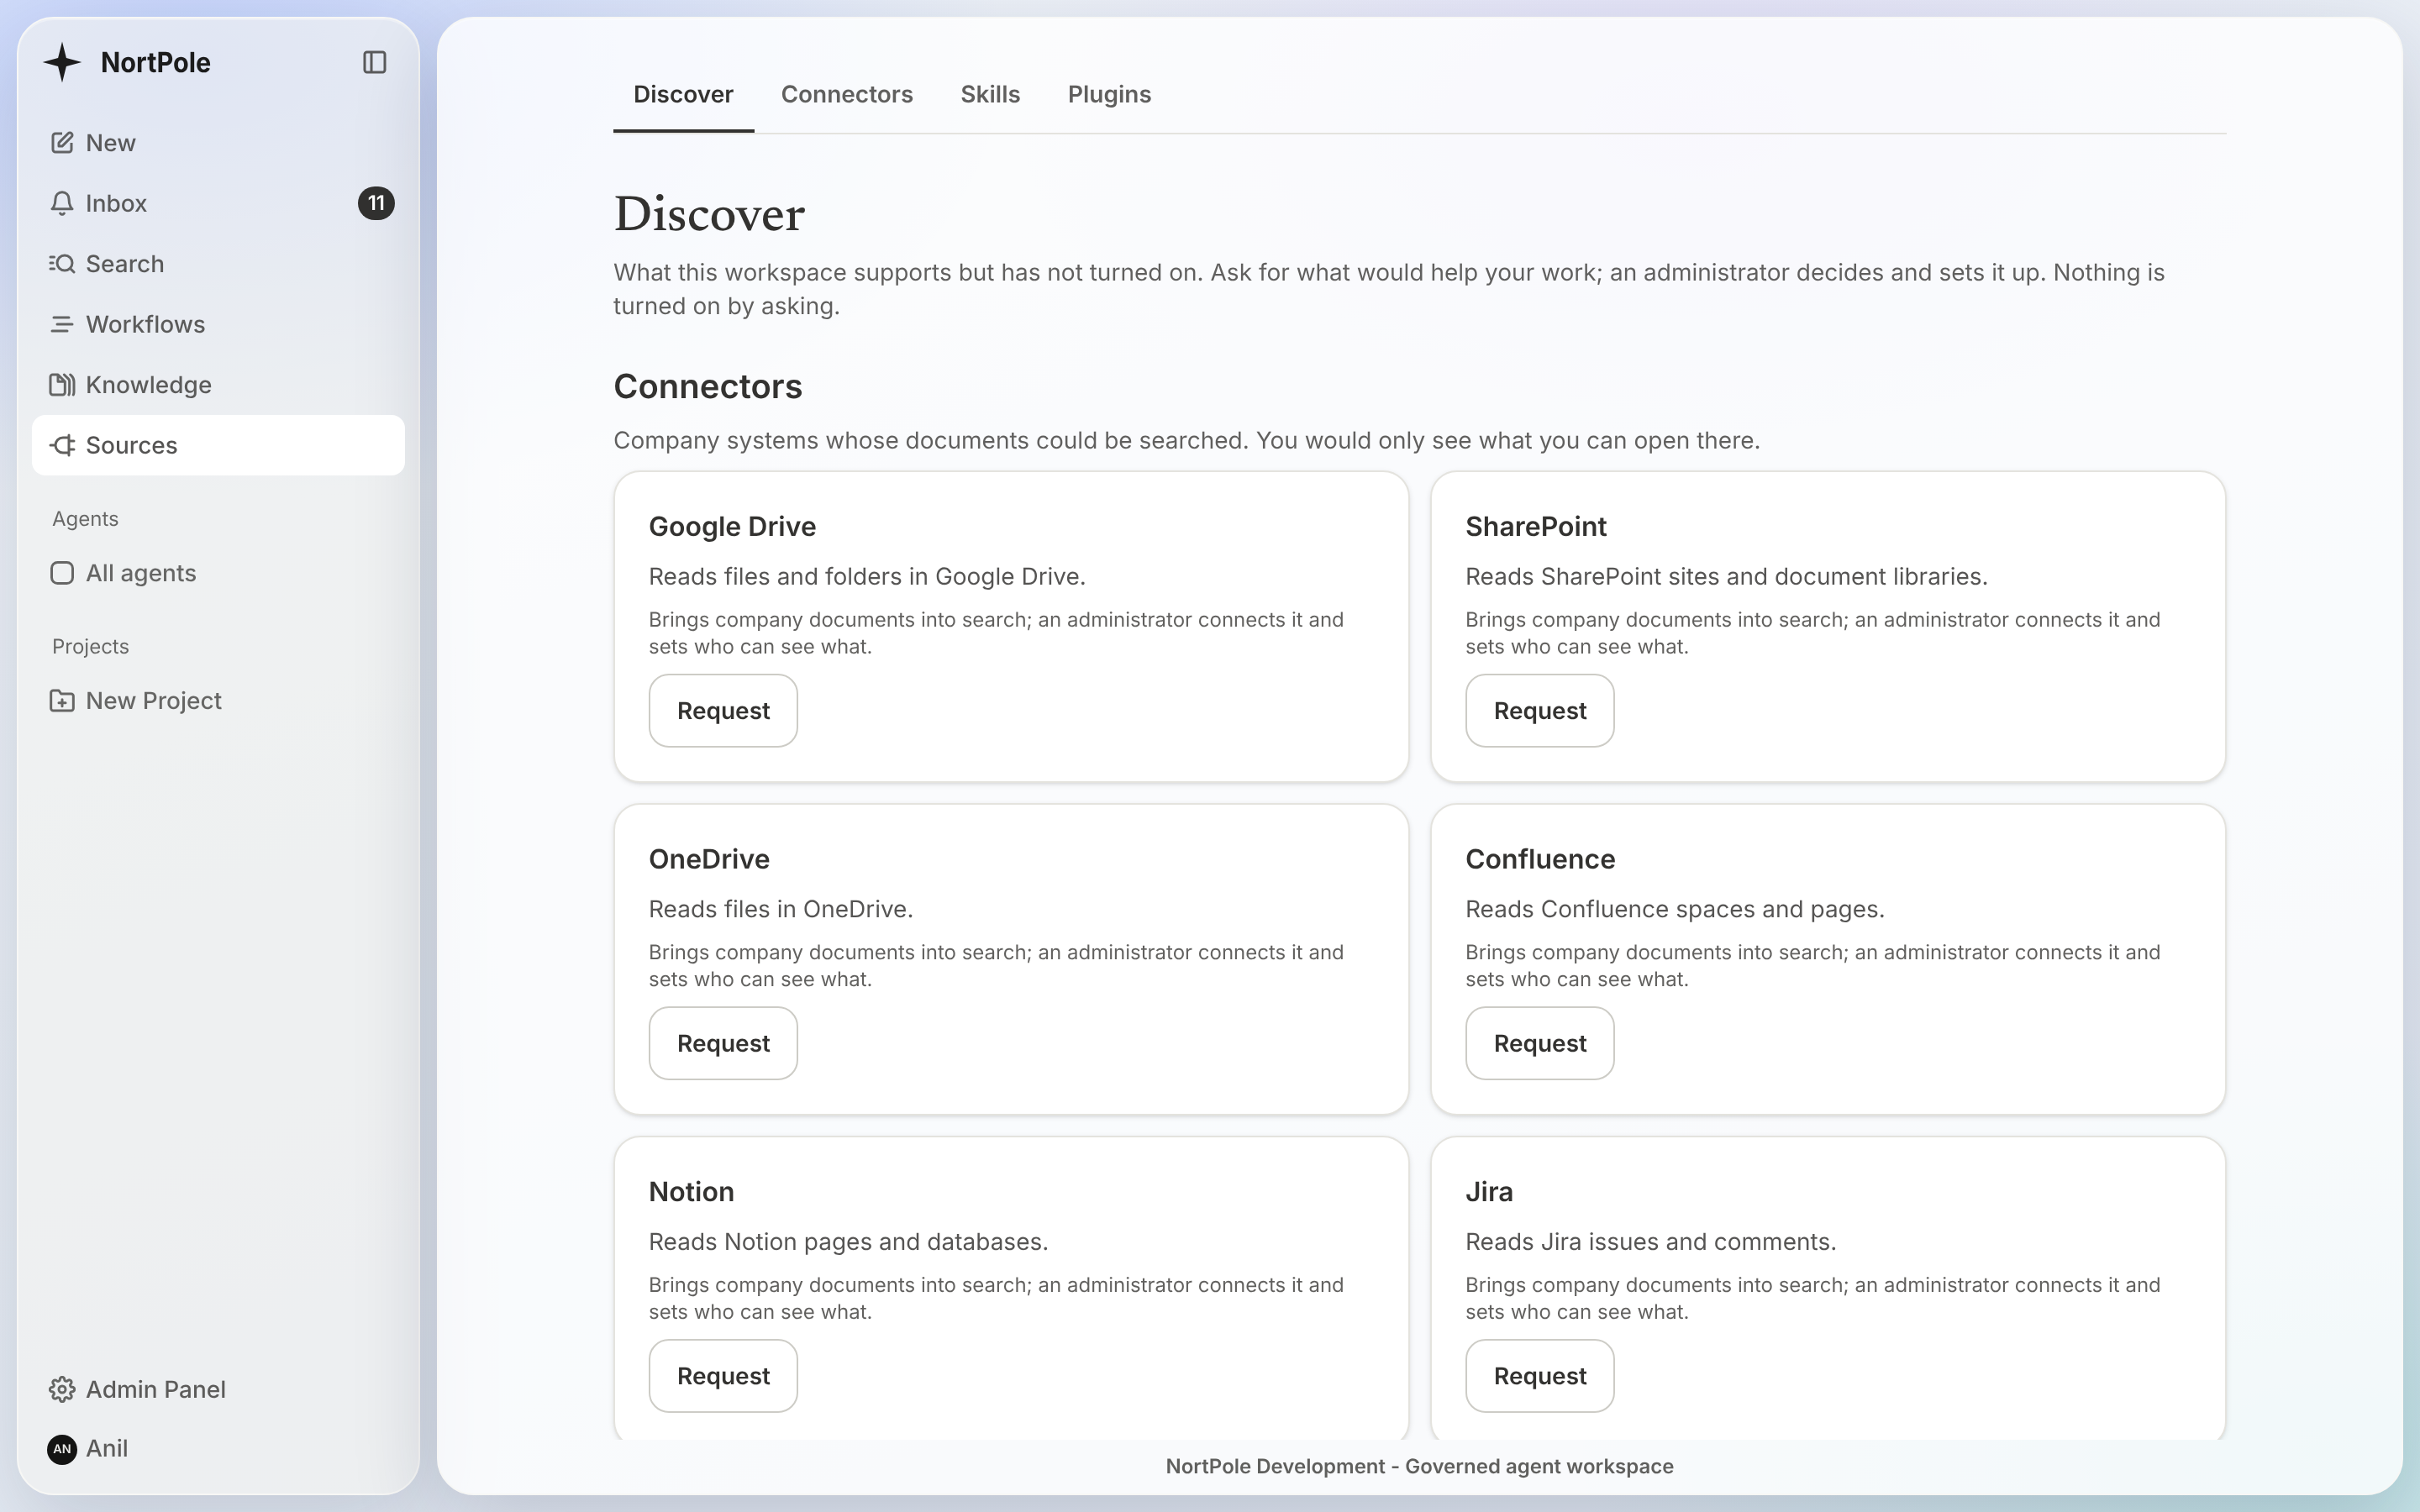 NortPole
New
Inbox
11
Search
Workflows
Knowledge
Sources
Agents
All agents
Projects
New Project
Admin Panel
AN
Anil
Discover
Connectors
Skills
Plugins
Discover
What this workspace supports but has not turned on. Ask for what would help your work; an administrator decides and sets it up. Nothing is
turned on by asking.
Connectors
Company systems whose documents could be searched. You would only see what you can open there.
Google Drive
Reads files and folders in Google Drive.
Brings company documents into search; an administrator connects it and
sets who can see what.
Request
SharePoint
Reads SharePoint sites and document libraries.
Brings company documents into search; an administrator connects it and
sets who can see what.
Request
OneDrive
Reads files in OneDrive.
Brings company documents into search; an administrator connects it and
sets who can see what.
Request
Confluence
Reads Confluence spaces and pages.
Brings company documents into search; an administrator connects it and
sets who can see what.
Request
Notion
Reads Notion pages and databases.
Brings company documents into search; an administrator connects it and
sets who can see what.
Request
Jira
Reads Jira issues and comments.
Brings company documents into search; an administrator connects it and
sets who can see what.
Request
NortPole Development - Governed agent workspace